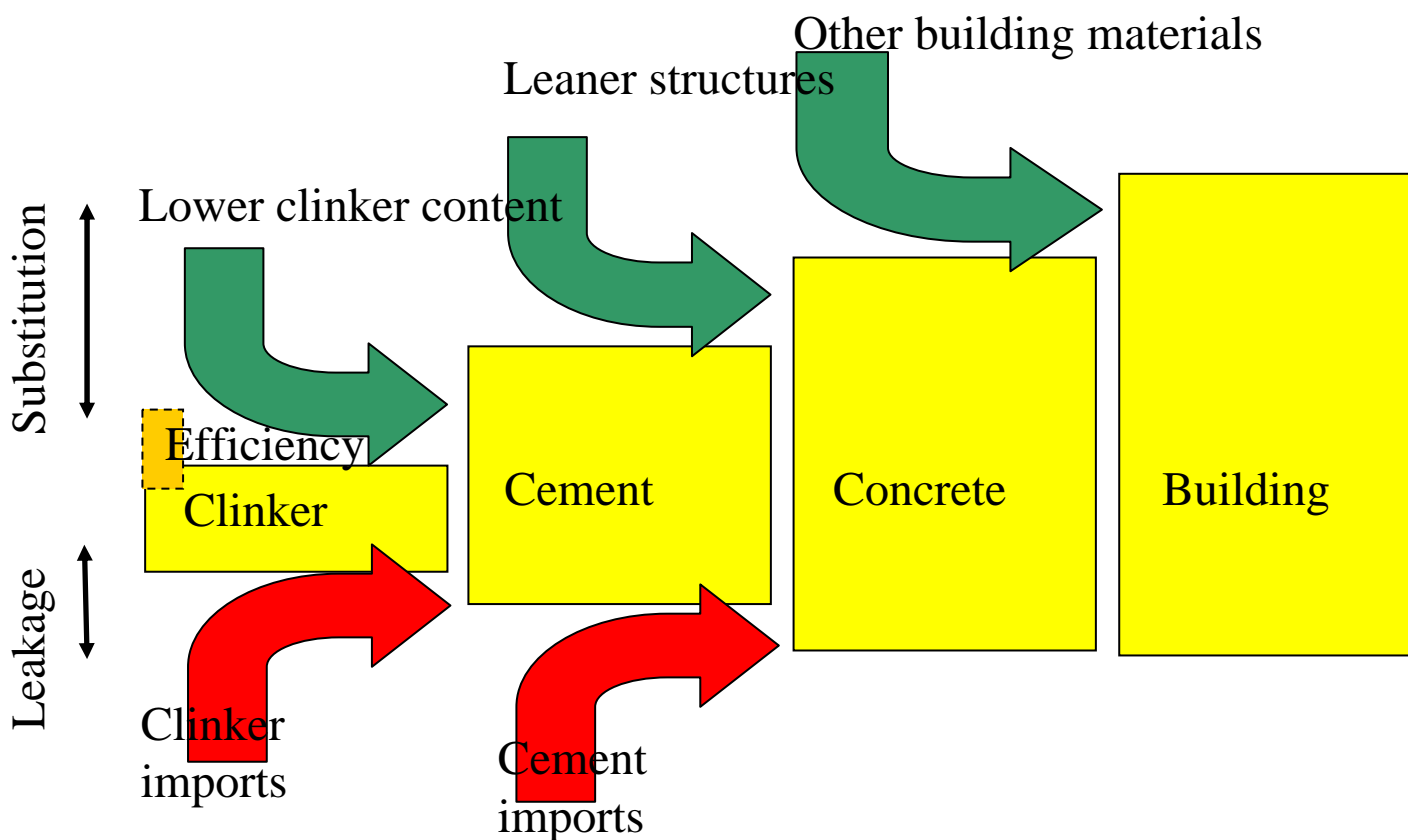 Other building materials
Leaner structures
Lower clinker content
Substitution
Efficiency
Clinker
Cement
Concrete
Building
Leakage
Clinker
imports
Cement
imports